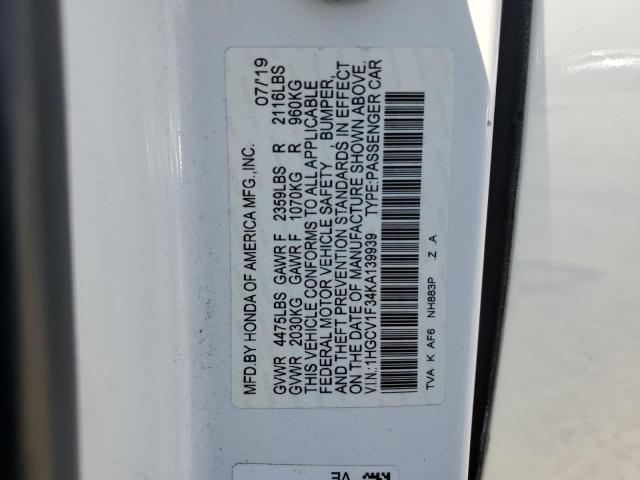 MFD.BY HONDA OF AMERICA MFG.,INC. 07/19
GVWR 4475LBS GAWR F 2359LBS R 2116LBS
GVWR 2030KG GAWR F 1070KG R 960KG
THIS VEHICLE CONFORMS TO ALL APPLICABLE
FEDERAL MOTOR VEHICLE SAFETY, BUMPER,
AND THEFT PREVENTION STANDARDS IN EFFECT
ON THE DATE OF MANUFACTURE SHOWN ABOVE.
V.I.N.:1HGCV1F34KA139939 TYPE:PASSENGER CAR
TVA K AF6 NH883P .Z .A
VE